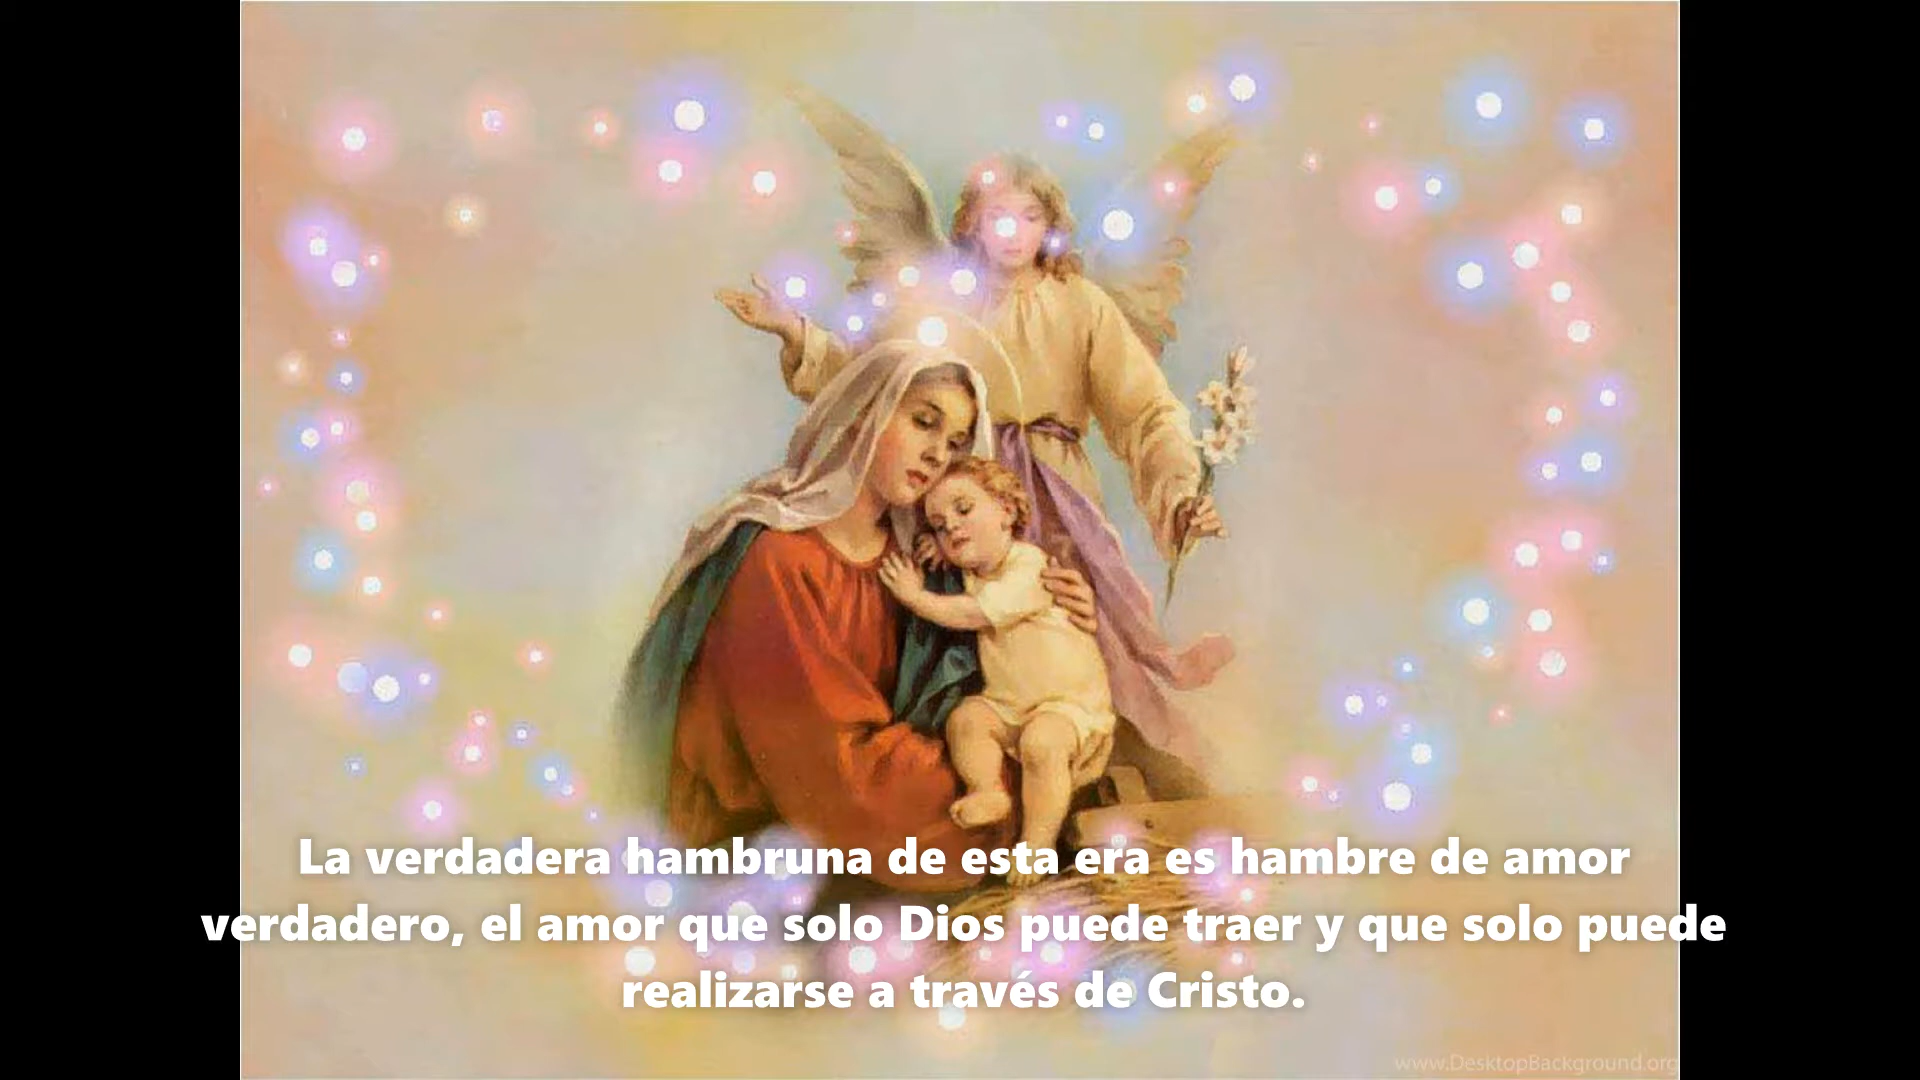 La verdadera hambruna de esta era es hambre de amor
verdadero, el amor que solo Dios puede traer y que solo puede
realizarse a través de Cristo.
www.DesktopBackground.org